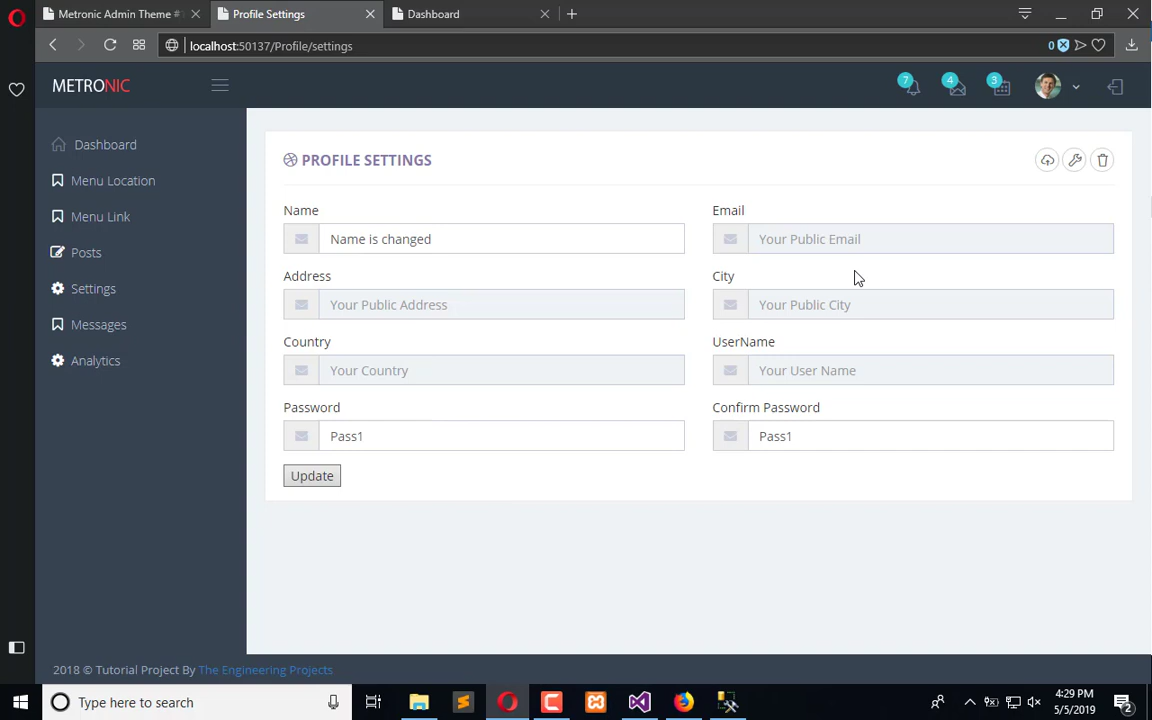 Metronic Admin Theme #
Profile Settings
Dashboard
localhost:50137/Profile/settings
0
METRONIC
7
4
3
Dashboard
Menu Location
Menu Link
Posts
Settings
Messages
Analytics
PROFILE SETTINGS
Name
Email
Name is changed
Your Public Email
Address
City
Your Public Address
Your Public City
Country
UserName
Your Country
Your User Name
Password
Confirm Password
Pass1
Pass1
Update
2018 © Tutorial Project By The Engineering Projects
Type here to search
4:29 PM
5/5/2019
2